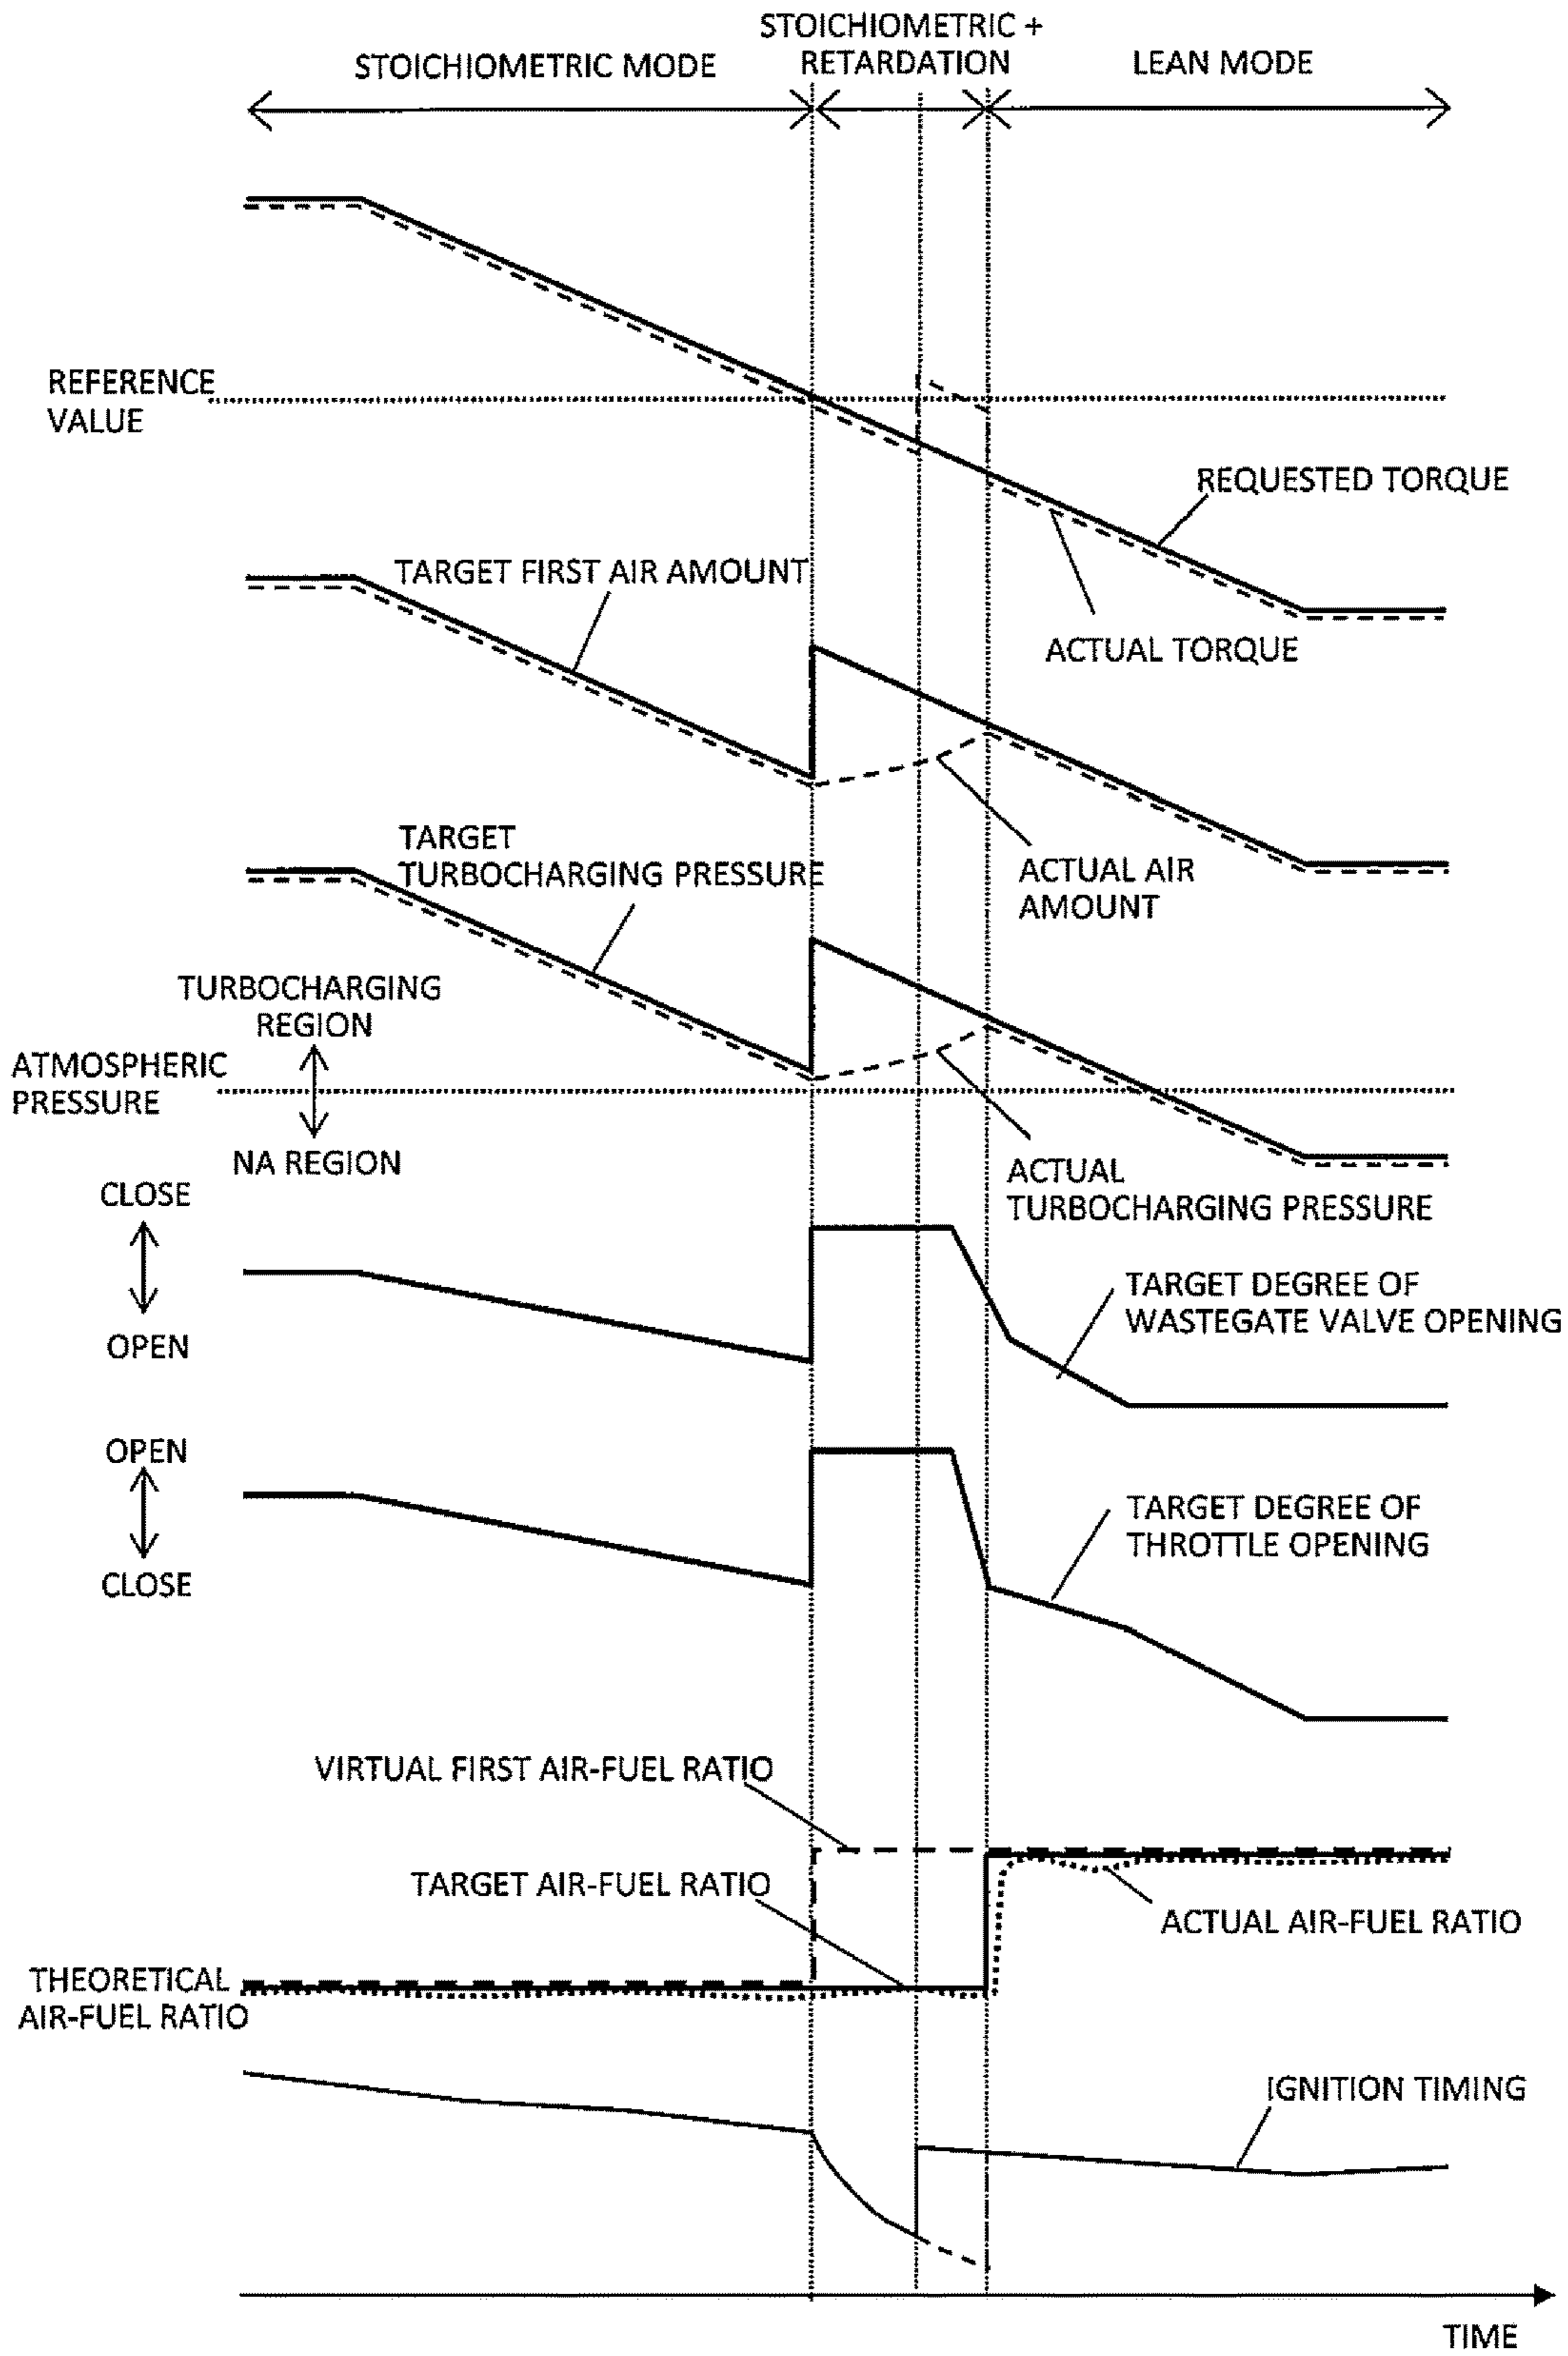 STOICHIOMETRIC MODE
STOICHIOMETRIC +
RETARDATION
LEAN MODE
REFERENCE
VALUE
REQUESTED TORQUE
ACTUAL TORQUE
TARGET FIRST AIR AMOUNT
ACTUAL AIR
AMOUNT
TARGET
TURBOCHARGING PRESSURE
TURBOCHARGING
REGION
ATMOSPHERIC
PRESSURE
NA REGION
ACTUAL
TURBOCHARGING PRESSURE
CLOSE
OPEN
TARGET DEGREE OF
WASTEGATE VALVE OPENING
OPEN
CLOSE
TARGET DEGREE OF
THROTTLE OPENING
VIRTUAL FIRST AIR-FUEL RATIO
TARGET AIR-FUEL RATIO
ACTUAL AIR-FUEL RATIO
THEORETICAL
AIR-FUEL RATIO
IGNITION TIMING
TIME